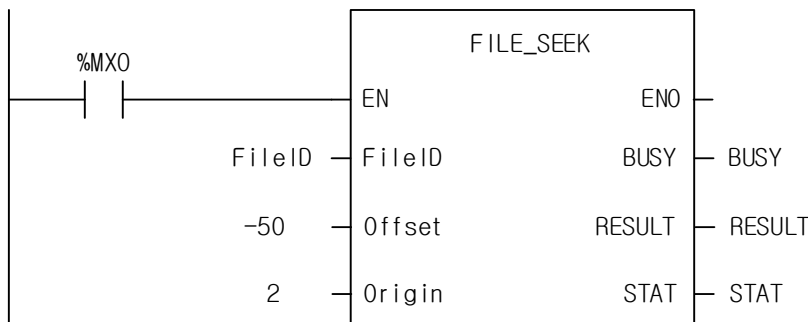 FILE_SEEK
%MX0
EN ENO
FileID FileID BUSY BUSY
-50 Offset RESULT RESULT
2 Origin STAT STAT